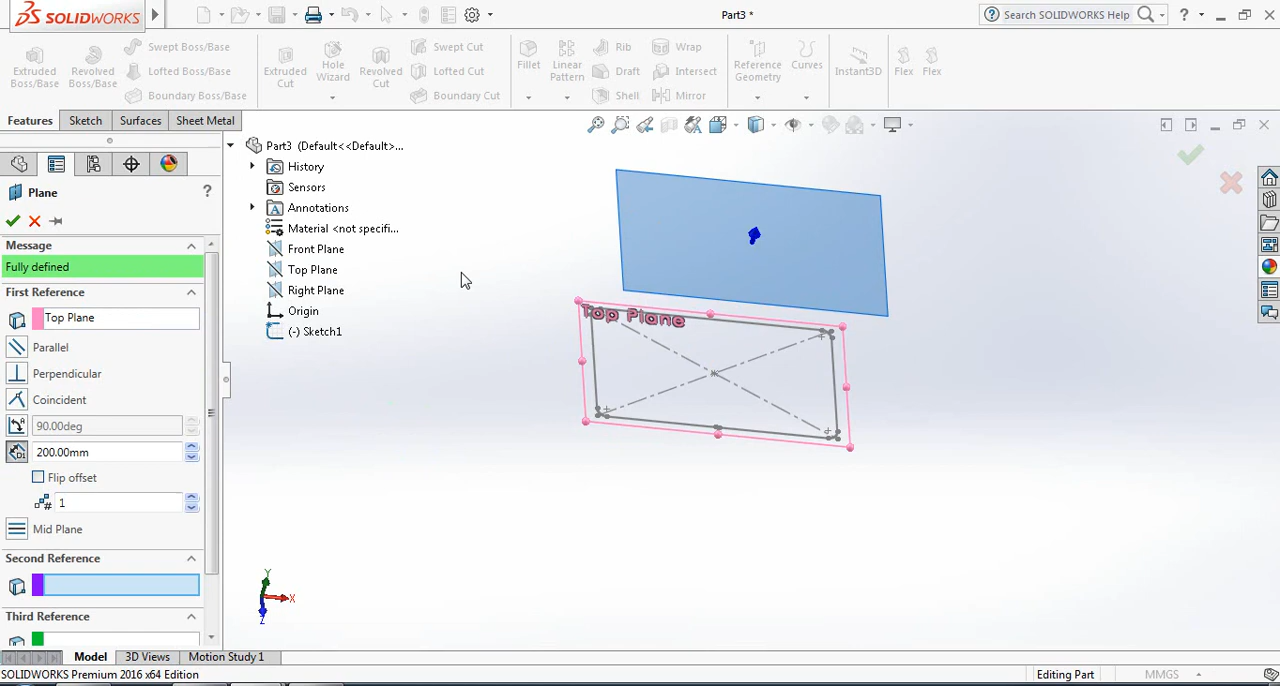 SOLIDWORKS
Part3 *
Search SOLIDWORKS Help
?
Extruded Boss/Base
Revolved Boss/Base
Swept Boss/Base
Lofted Boss/Base
Boundary Boss/Base
Extruded Cut
Hole Wizard
Revolved Cut
Swept Cut
Lofted Cut
Boundary Cut
Fillet
Linear Pattern
Rib
Draft
Shell
Wrap
Intersect
Mirror
Reference Geometry
Curves
Instant3D
Flex
Flex
Features
Sketch
Surfaces
Sheet Metal
Plane
?
Message
Fully defined
First Reference
Top Plane
Parallel
Perpendicular
Coincident
90.00deg
200.00mm
Flip offset
1
Mid Plane
Second Reference
Third Reference
Part3 (Default<<Default>...
History
Sensors
Annotations
Material <not specifi...
Front Plane
Top Plane
Right Plane
Origin
(-) Sketch1
Top Plane
Y
X
Z
Model
3D Views
Motion Study 1
SOLIDWORKS Premium 2016 x64 Edition
Editing Part
MMGS